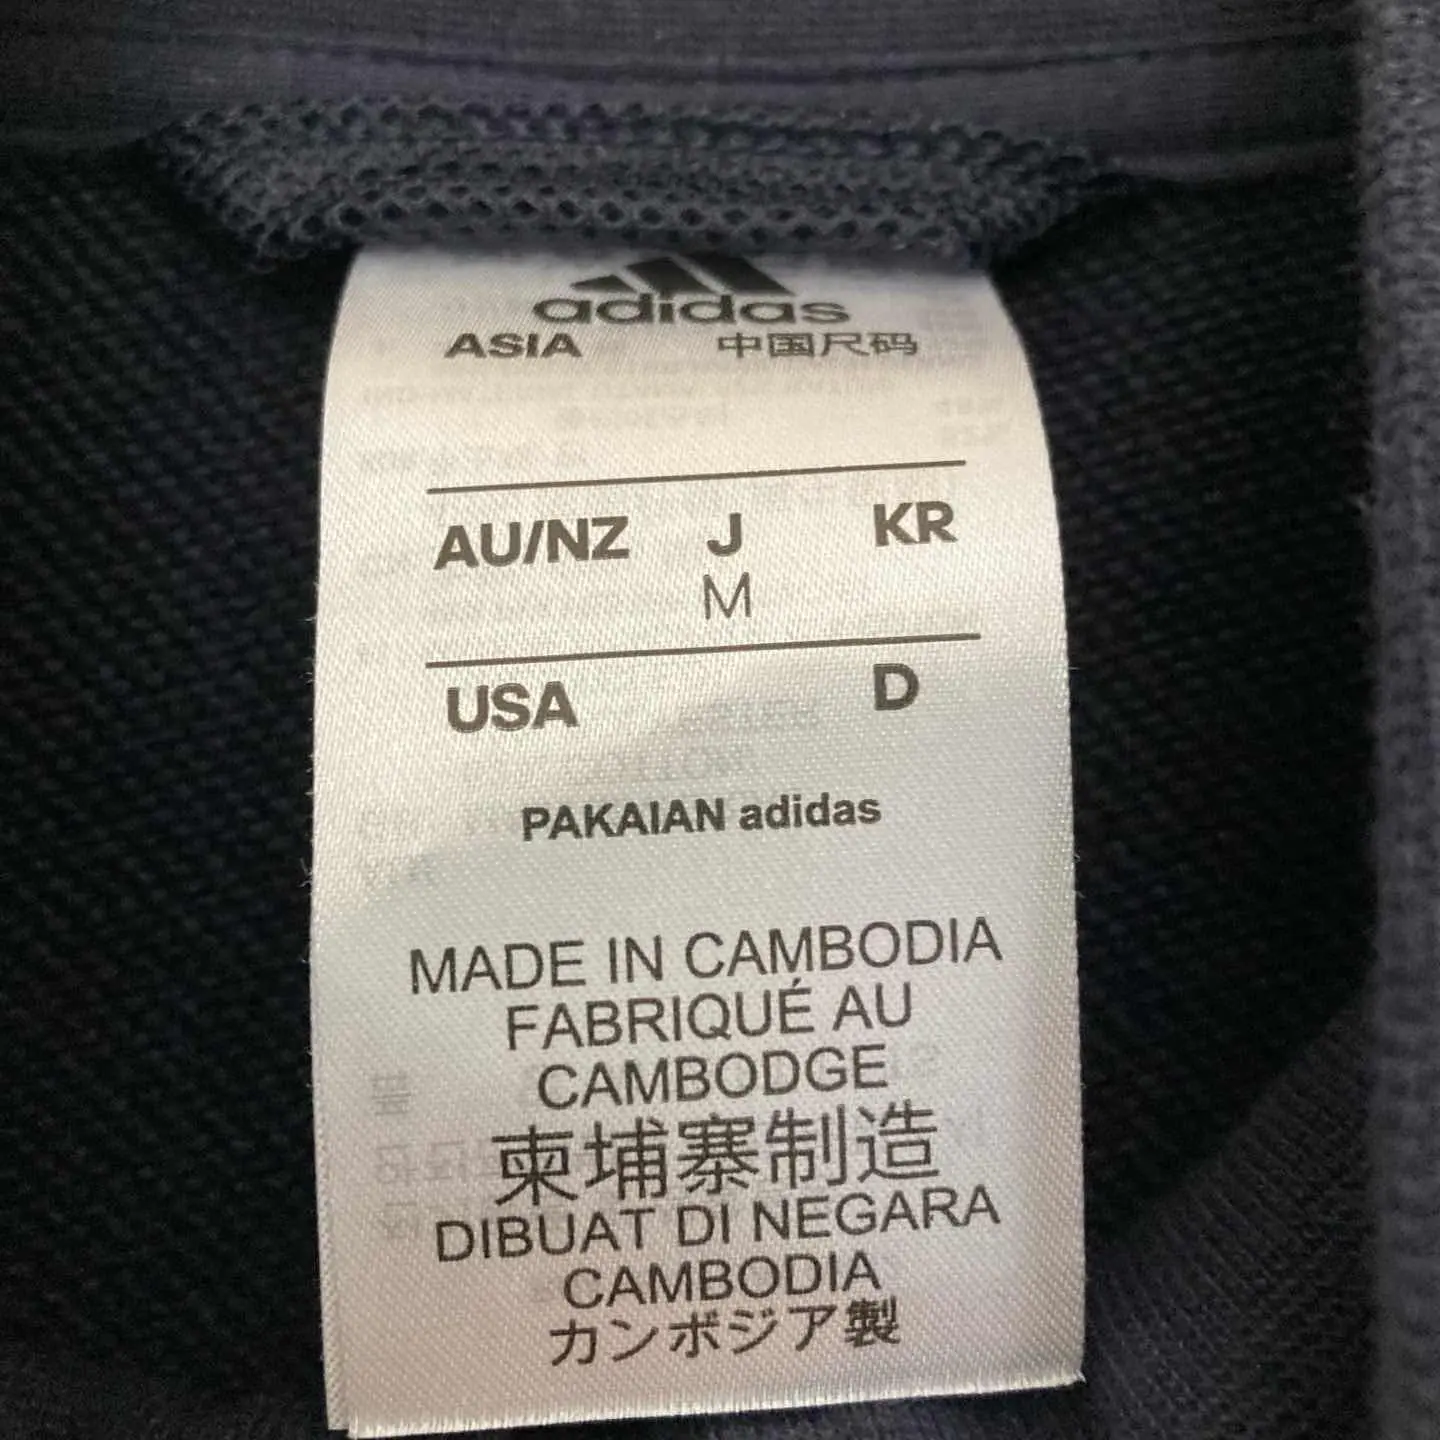 adidas
ASIA 中国尺码
AU/NZ J KR
M
USA D
PAKAIAN adidas
MADE IN CAMBODIA
FABRIQUÉ AU
CAMBODGE
柬埔寨制造
DIBUAT DI NEGARA
CAMBODIA
カンボジア製